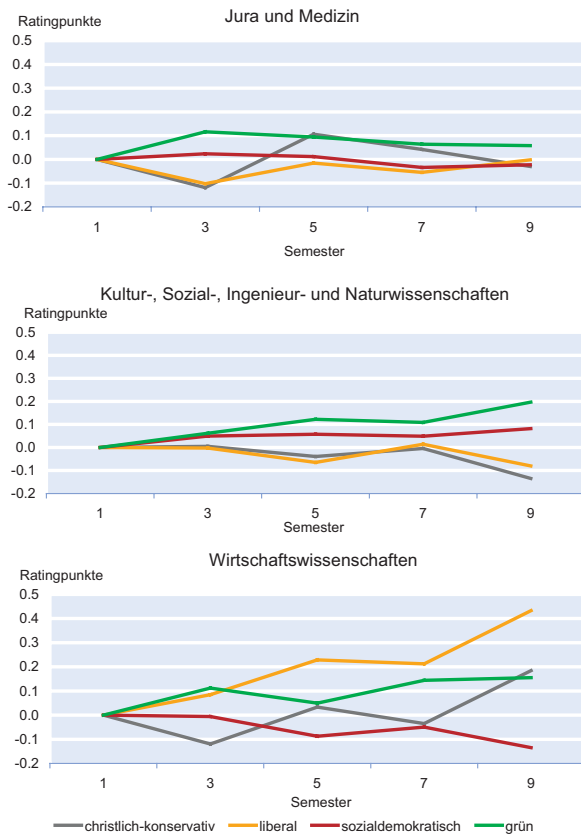 Jura und Medizin
Ratingpunkte
0.5
0.4
0.3
0.2
0.1
0.0
-0.1
-0.2
1 3 5 7 9
Semester
Kultur-, Sozial-, Ingenieur- und Naturwissenschaften
Ratingpunkte
0.5
0.4
0.3
0.2
0.1
0.0
-0.1
-0.2
1 3 5 7 9
Semester
Wirtschaftswissenschaften
Ratingpunkte
0.5
0.4
0.3
0.2
0.1
0.0
-0.1
-0.2
1 3 5 7 9
Semester
christlich-konservativ liberal sozialdemokratisch grün